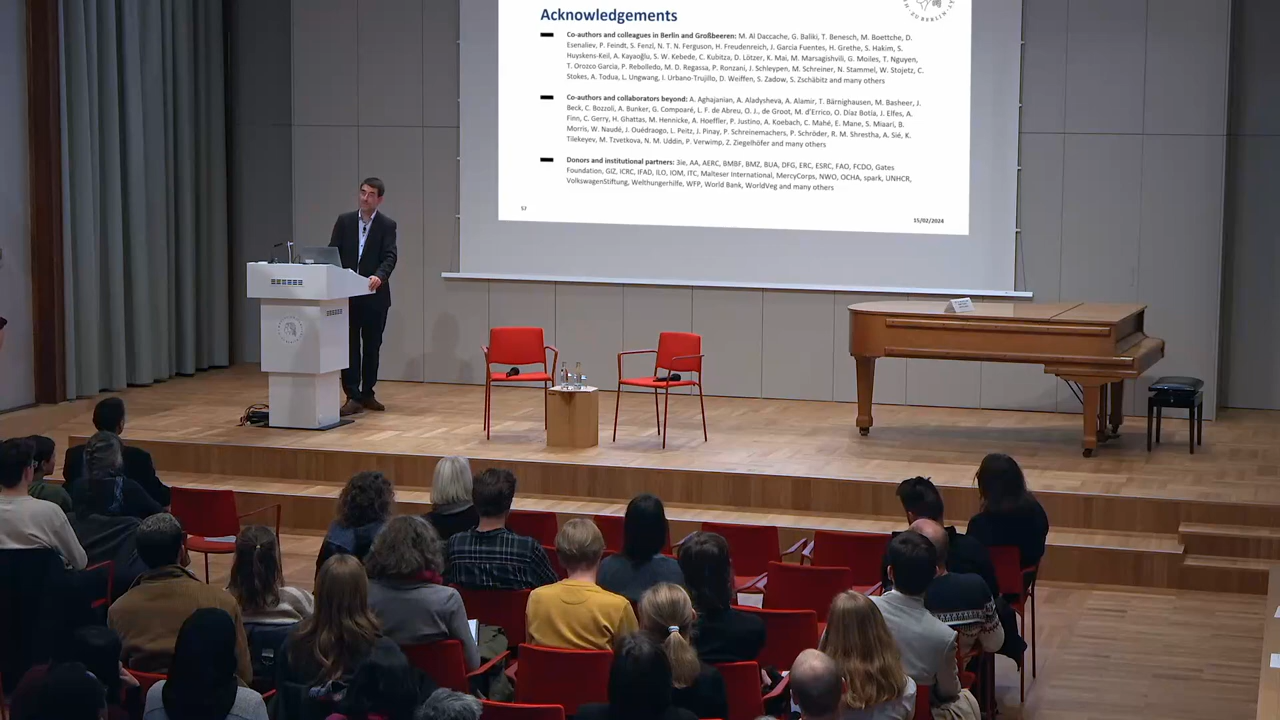 Acknowledgements
Co-authors and colleagues in Berlin and Großbeeren: M. Al Daccache, G. Baliki, T. Benesch, M. Boettche, D.
Esenaliev, P. Feindt, S. Fenzl, N. T. N. Ferguson, H. Freudenreich, J. Garcia Fuentes, H. Grethe, S. Hakim, S.
Huyskens-Keil, A. Kayaoğlu, S. W. Kebede, C. Kubitza, D. Lötzer, K. Mai, M. Marsagishvili, G. Moiles, T. Nguyen,
T. Orozco Garcia, P. Rebolledo, M. D. Regassa, P. Ronzani, J. Schleypen, M. Schreiner, N. Stammel, W. Stojetz, C.
Stokes, A. Todua, L. Ungwang, I. Urbano-Trujillo, D. Weiffen, S. Zadow, S. Zschäbitz and many others
Co-authors and collaborators beyond: A. Aghajanian, A. Aladysheva, A. Alamir, T. Bärnighausen, M. Basheer, J.
Beck, C. Bozzoli, A. Bunker, G. Compoaré, L. F. de Abreu, O. J., de Groot, M. d'Errico, O. Díaz Botía, J. Elfes, A.
Finn, C. Gerry, H. Ghattas, M. Hennicke, A. Hoeffler, P. Justino, A. Koebach, C. Mahé, E. Mane, S. Miaari, B.
Morris, W. Naudé, J. Ouédraogo, L. Peitz, J. Pinay, P. Schreinemachers, P. Schröder, R. M. Shrestha, A. Sié, K.
Tilekeyev, M. Tzvetkova, N. M. Uddin, P. Verwimp, Z. Ziegelhöfer and many others
Donors and institutional partners: 3ie, AA, AERC, BMBF, BMZ, BUA, DFG, ERC, ESRC, FAO, FCDO, Gates
Foundation, GIZ, ICRC, IFAD, ILO, IOM, ITC, Malteser International, MercyCorps, NWO, OCHA, spark, UNHCR,
VolkswagenStiftung, Welthungerhilfe, WFP, World Bank, WorldVeg and many others
57
15/02/2024